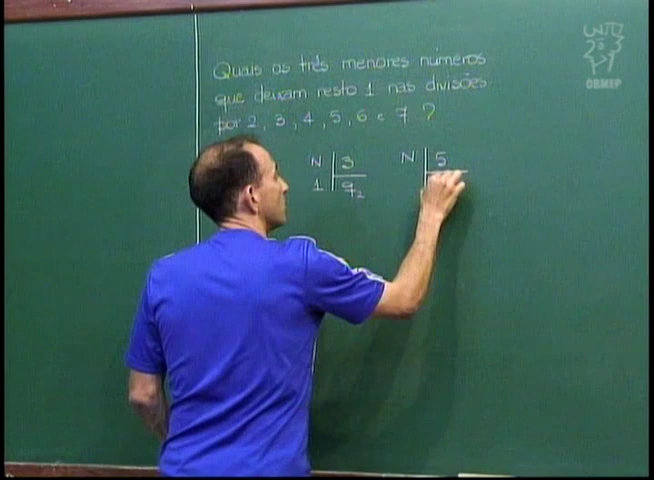 Quais os três menores números
que deixam resto 1 nas divisões
por 2, 3, 4, 5, 6 e 7 ?
N | 3
1 | q₂
N | 5
OBMEP